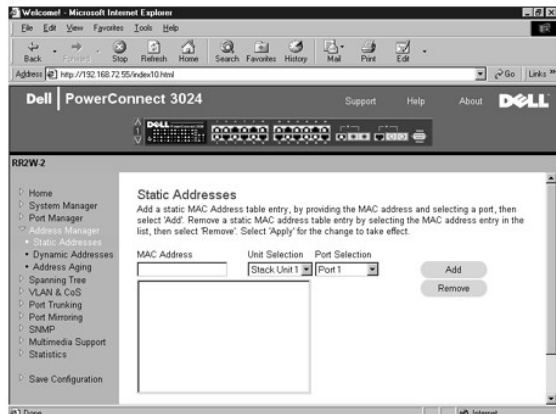 Welcome! - Microsoft Internet Explorer
File Edit View Favorites Tools Help
Back Forward Stop Refresh Home Search Favorites History Mail Print Edit
Address http://192.168.72.55/index10.html Go Links »
Dell PowerConnect 3024 Support Help About DELL
1 DELL
RR2W-2
Home
System Manager
Port Manager
Address Manager
Static Addresses
Dynamic Addresses
Address Aging
Spanning Tree
VLAN & CoS
Port Trunking
Port Mirroring
SNMP
Multimedia Support
Statistics
Save Configuration
Static Addresses
Add a static MAC Address table entry, by providing the MAC address and selecting a port, then
select 'Add'. Remove a static MAC address table entry by selecting the MAC address entry in the
list, then select 'Remove'. Select 'Apply' for the change to take effect.
MAC Address Unit Selection Port Selection
Stack Unit 1 Port 1 Add
Remove
Done Internet